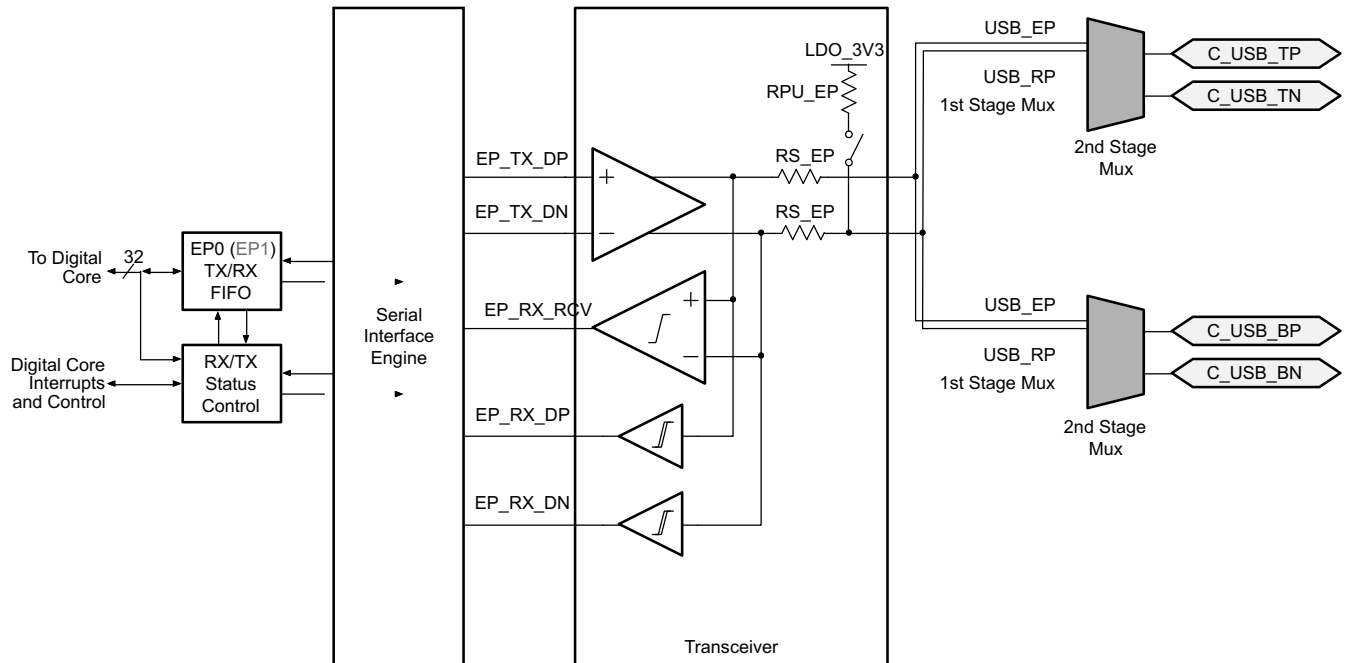 To Digital
Core
32
EP0 (EP1)
TX/RX
FIFO
Digital Core
Interrupts
and Control
RX/TX
Status
Control
Serial
Interface
Engine
EP_TX_DP
EP_TX_DN
EP_RX_RCV
EP_RX_DP
EP_RX_DN
LDO_3V3
RPU_EP
RS_EP
RS_EP
+
−
+
−
Transceiver
USB_EP
USB_RP
1st Stage Mux
2nd Stage
Mux
C_USB_TP
C_USB_TN
USB_EP
USB_RP
1st Stage Mux
2nd Stage
Mux
C_USB_BP
C_USB_BN